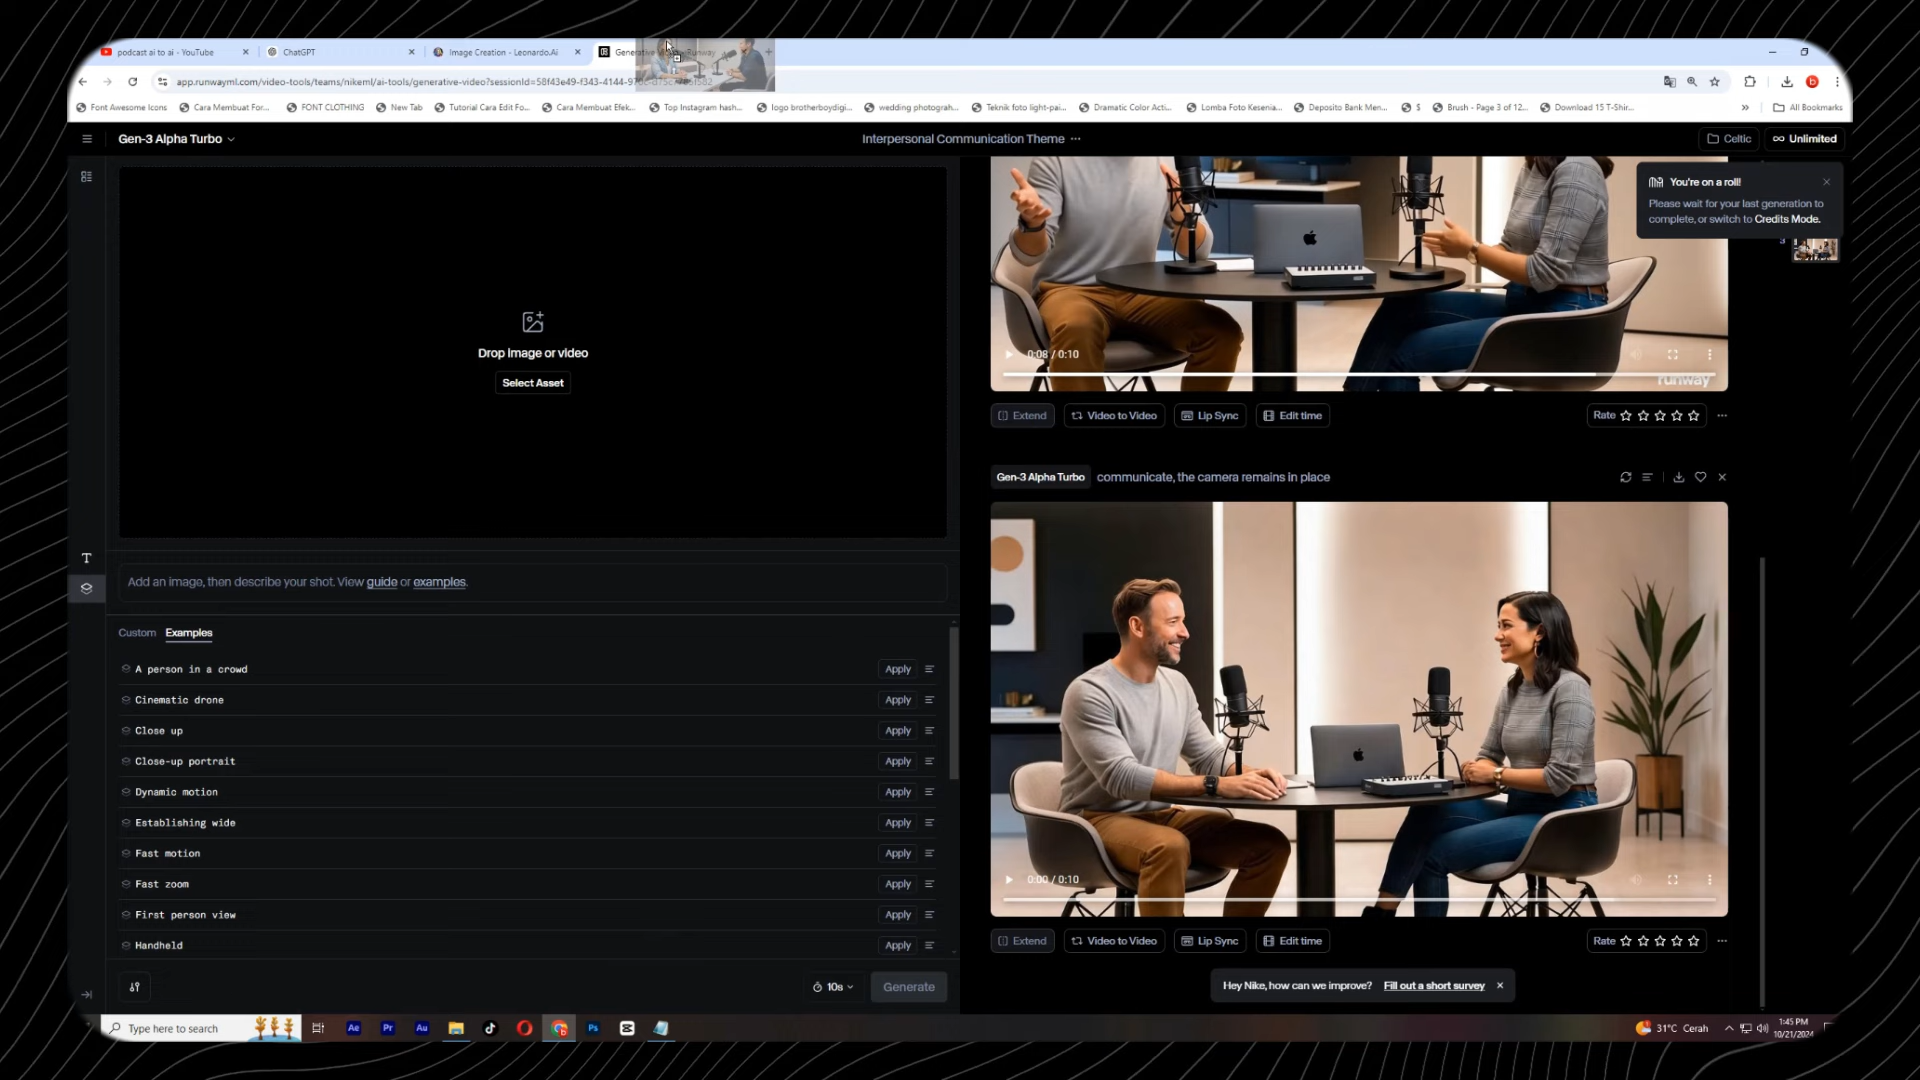 podcast ai to ai - YouTube
ChatGPT
Image Creation - Leonardo.Ai
app.runwayml.com/video-tools/teams/nikeml/ai-tools/generative-video?sessionId=58f43e49-f343-4144-
Font Awesome Icons
Cara Membuat For...
FONT CLOTHING
New Tab
Tutorial Cara Edit Fo...
Cara Membuat Efek...
Top Instagram hash...
logo brotherboydigi...
wedding photograh...
Teknik foto light-pai...
Dramatic Color Acti...
Lomba Foto Kesenia...
Deposito Bank Men...
$
Brush - Page 3 of 12...
Download 15 T-Shir...
»
All Bookmarks
Gen-3 Alpha Turbo
Interpersonal Communication Theme ...
Celtic
Unlimited
You're on a roll!
Please wait for your last generation to
complete, or switch to Credits Mode.
3
Drop image or video
Select Asset
0:08 / 0:10
runway
Extend
Video to Video
Lip Sync
Edit time
Rate
Gen-3 Alpha Turbo
communicate, the camera remains in place
T
Add an image, then describe your shot. View guide or examples.
Custom
Examples
A person in a crowd
Apply
Cinematic drone
Apply
Close up
Apply
Close-up portrait
Apply
Dynamic motion
Apply
Establishing wide
Apply
Fast motion
Apply
Fast zoom
Apply
First person view
Apply
Handheld
Apply
0:00 / 0:10
Extend
Video to Video
Lip Sync
Edit time
Rate
10s
Generate
Hey Nike, how can we improve? Fill out a short survey
Type here to search
Ae
Pr
Au
Ps
31°C Cerah
1:45 PM
10/21/2024